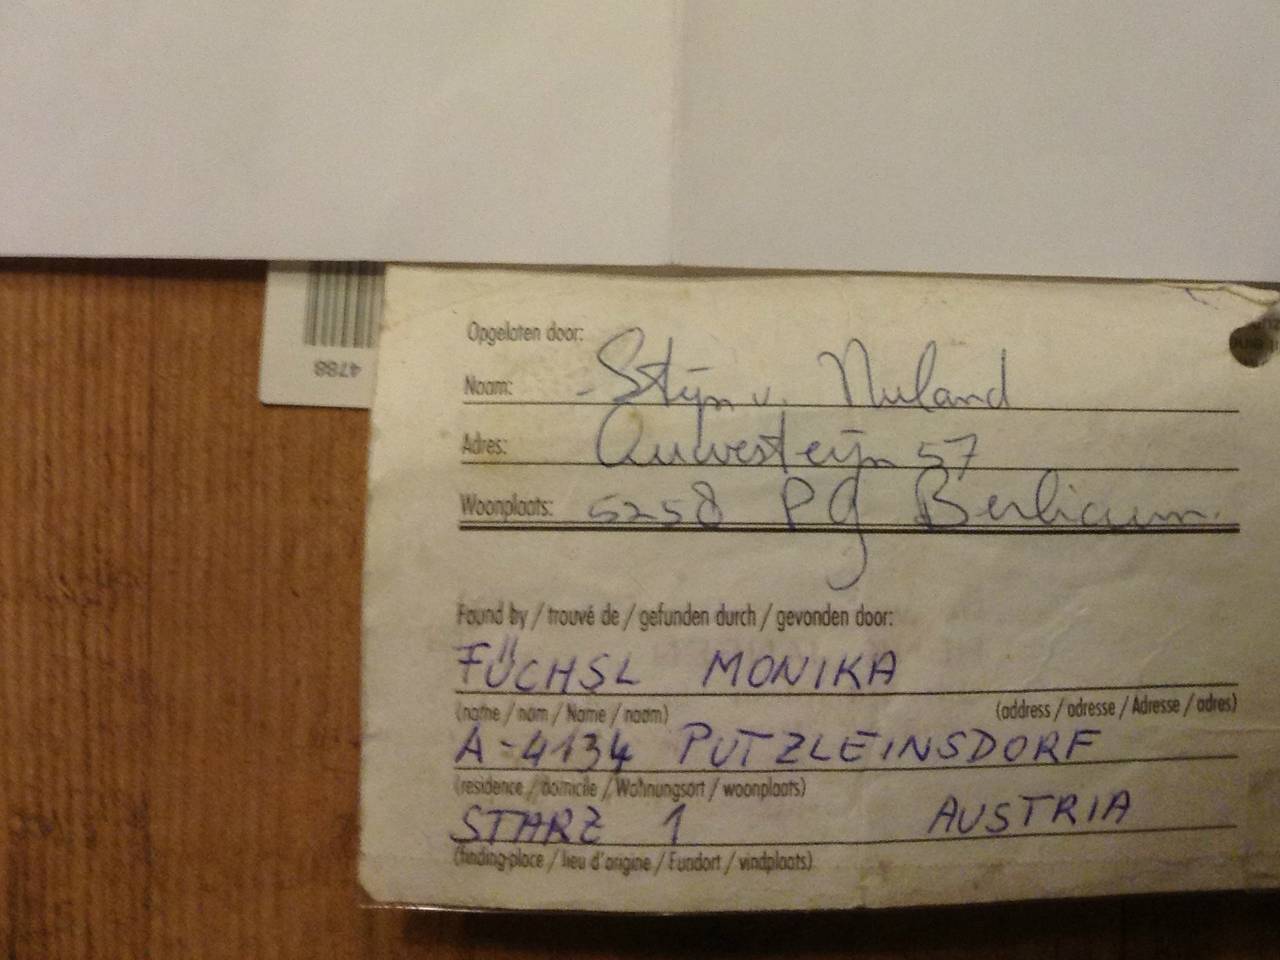 4788
Opgelaten door:
Naam: Stijn v. Nuland
Adres: Auwesteijn 57
Woonplaats: 5258 PG Berlicum.
Found by / trouvé de / gefunden durch / gevonden door:
FÜCHSL MONIKA
(name / nom / Name / naam) (address / adresse / Adresse / adres)
A-4134 PUTZLEINSDORF
(residence / domicile / Wohnungsort / woonplaats)
STARZ 1 AUSTRIA
(finding-place / lieu d'origine / Fundort / vindplaats)